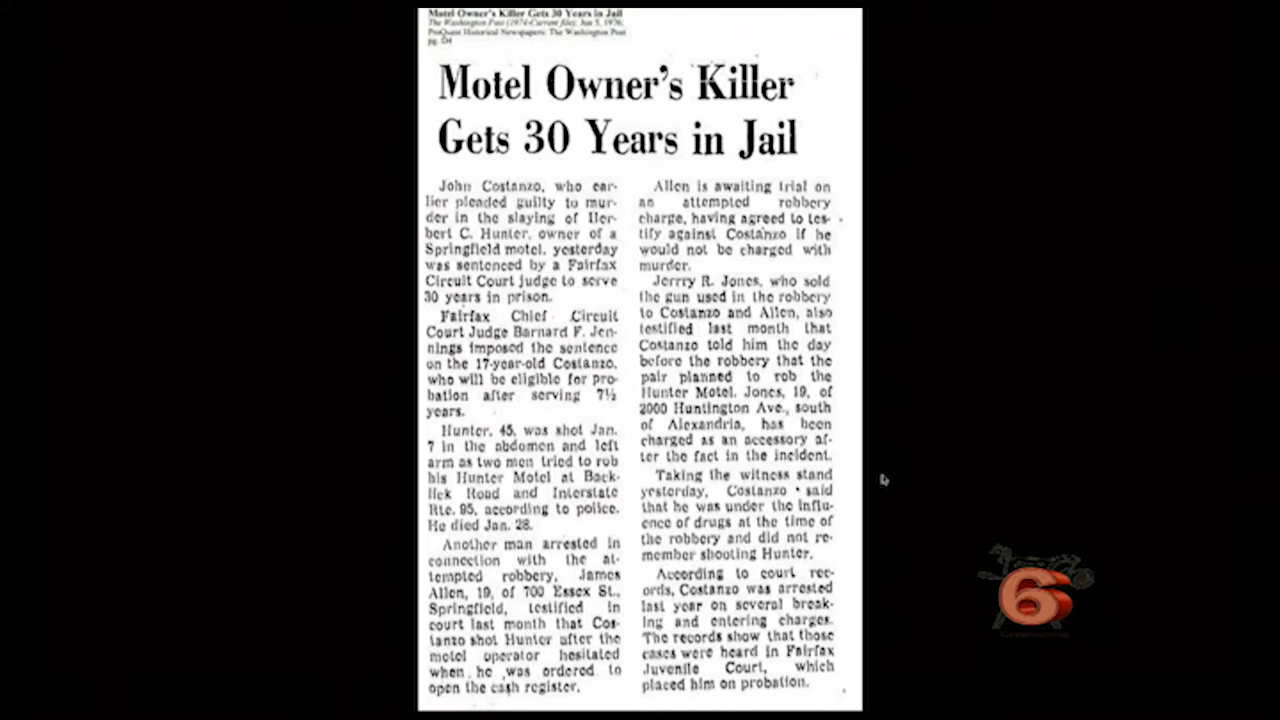 Motel Owner's Killer Gets 30 Years in Jail
The Washington Post (1974-Current file); Jun 5, 1976;
ProQuest Historical Newspapers: The Washington Post
pg. D4
Motel Owner's Killer
Gets 30 Years in Jail
John Costanzo, who ear-
lier pleaded guilty to mur-
der in the slaying of Her-
bert C. Hunter, owner of a
Springfield motel, yesterday
was sentenced by a Fairfax
Circuit Court judge to serve
30 years in prison.
Fairfax Chief Circuit
Court Judge Barnard F. Jen-
nings imposed the sentence
on the 17-year-old Costanzo,
who will be eligible for pro-
bation after serving 7½
years.
Hunter, 45, was shot Jan.
7 in the abdomen and left
arm as two men tried to rob
his Hunter Motel at Back-
lick Road and Interstate
Rte. 95, according to police.
He died Jan. 28.
Another man arrested in
connection with the at-
tempted robbery, James
Allen, 19, of 700 Essex St.,
Springfield, testified in
court last month that Cos-
tanzo shot Hunter after the
motel operator hesitated
when he was ordered to
open the cash register.
Allen is awaiting trial on
an attempted robbery
charge, having agreed to tes-
tify against Costanzo if he
would not be charged with
murder.
Jerrry R. Jones, who sold
the gun used in the robbery
to Costanzo and Allen, also
testified last month that
Costanzo told him the day
before the robbery that the
pair planned to rob the
Hunter Motel. Jones, 19, of
2000 Huntington Ave., south
of Alexandria, has been
charged as an accessory af-
ter the fact in the incident.
Taking the witness stand
yesterday, Costanzo said
that he was under the influ-
ence of drugs at the time of
the robbery and did not re-
member shooting Hunter.
According to court rec-
ords, Costanzo was arrested
last year on several break-
ing and entering charges.
The records show that those
cases were heard in Fairfax
Juvenile Court, which
placed him on probation.
6